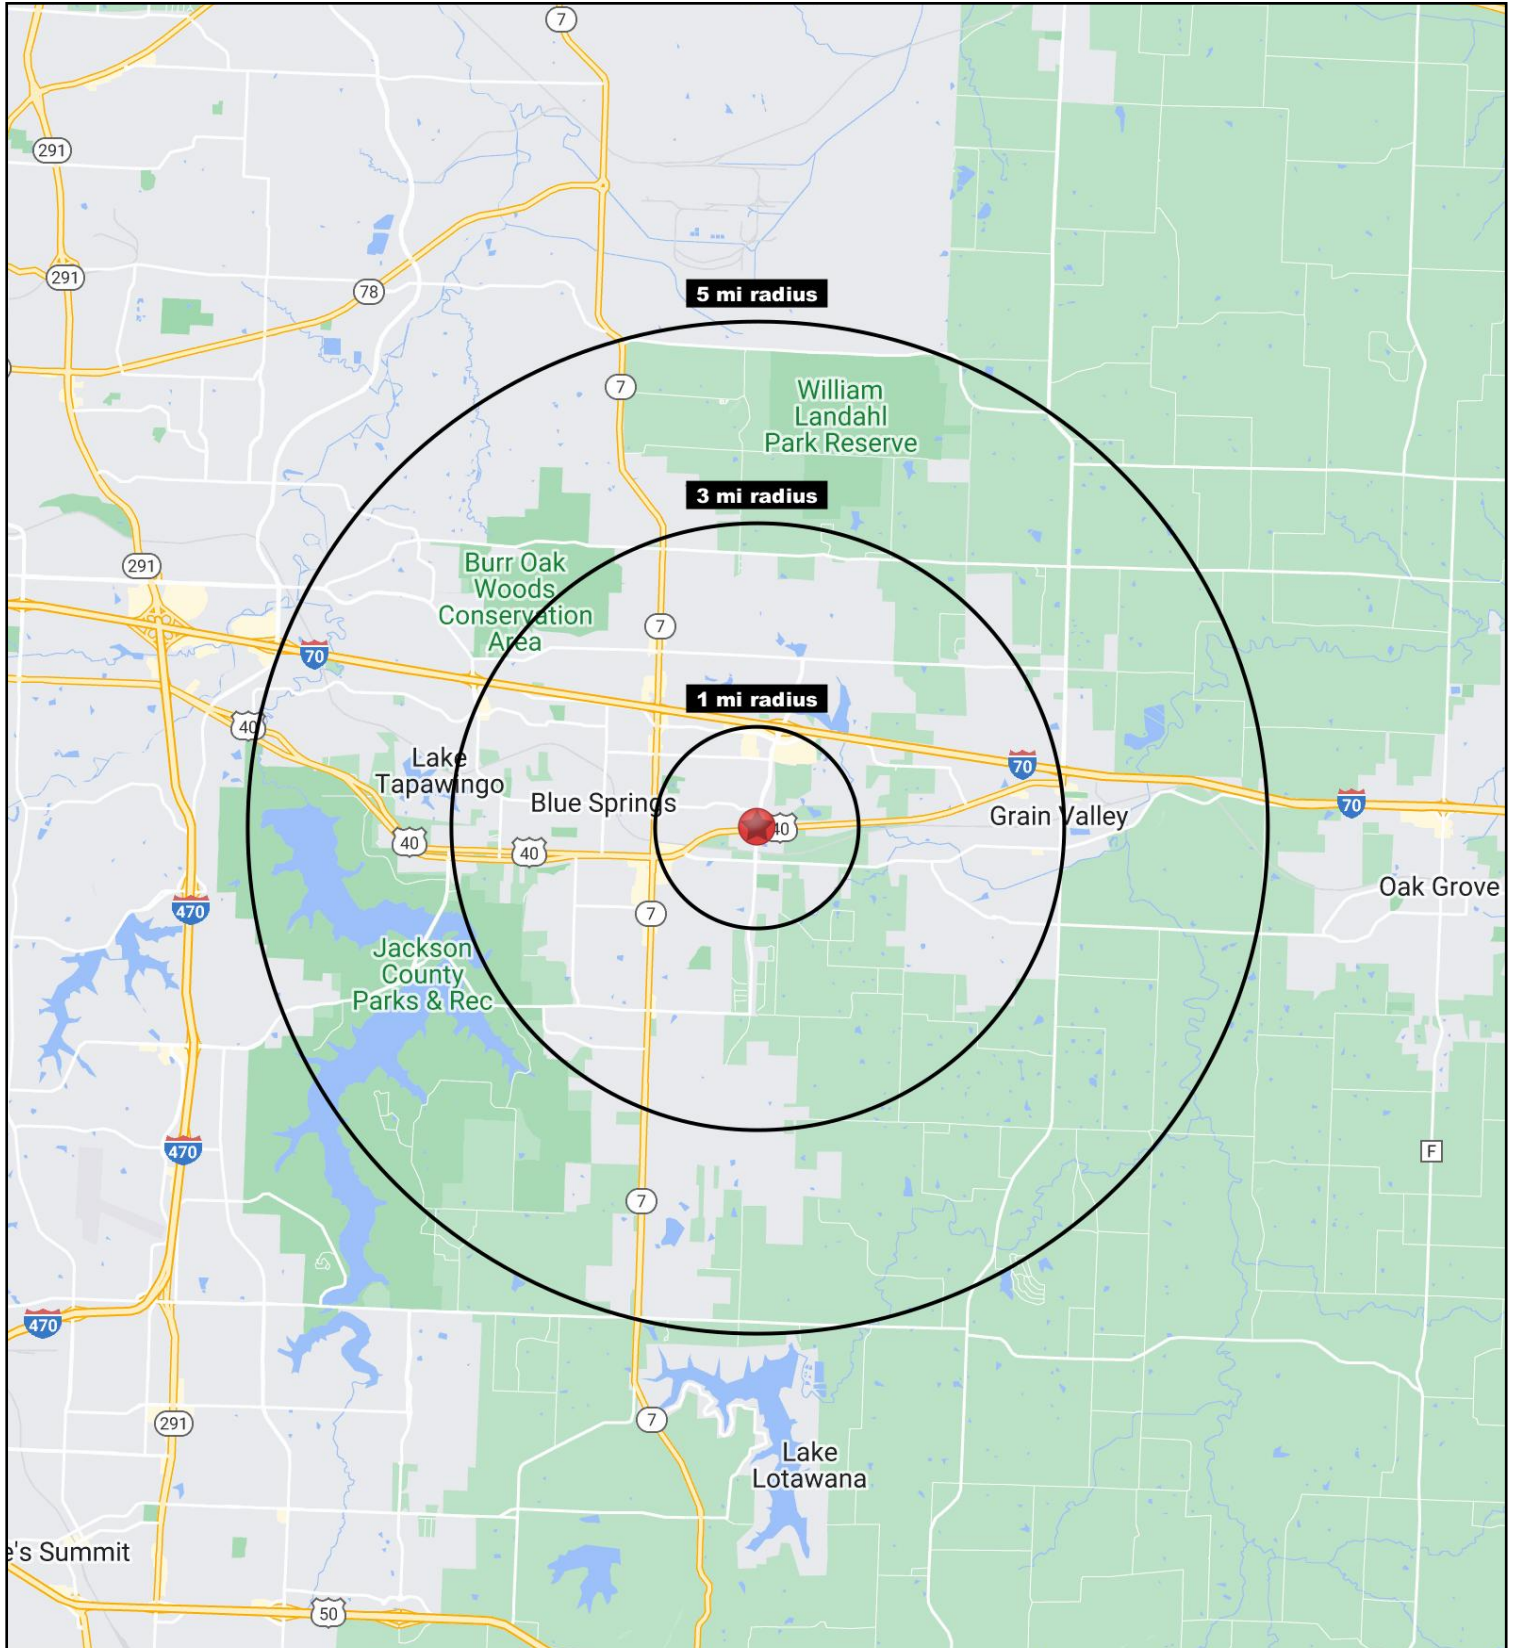 7
291
291
78
5 mi radius
7
William
Landahl
Park Reserve
3 mi radius
291
Burr Oak
Woods
Conservation
Area
7
70
1 mi radius
40
Lake
Tapawingo
70
Blue Springs
70
40
Grain Valley
40
40
Oak Grove
470
7
Jackson
County
Parks & Rec
470
F
7
470
7
291
Lake
Lotawana
e's Summit
50